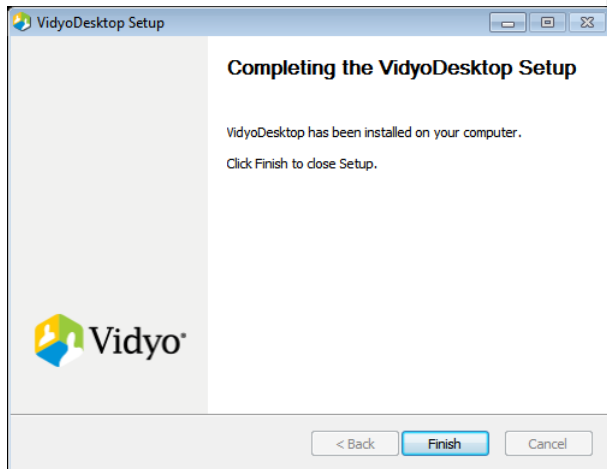 VidyoDesktop Setup
Completing the VidyoDesktop Setup
VidyoDesktop has been installed on your computer.
Click Finish to close Setup.
Vidyo
< Back
Finish
Cancel